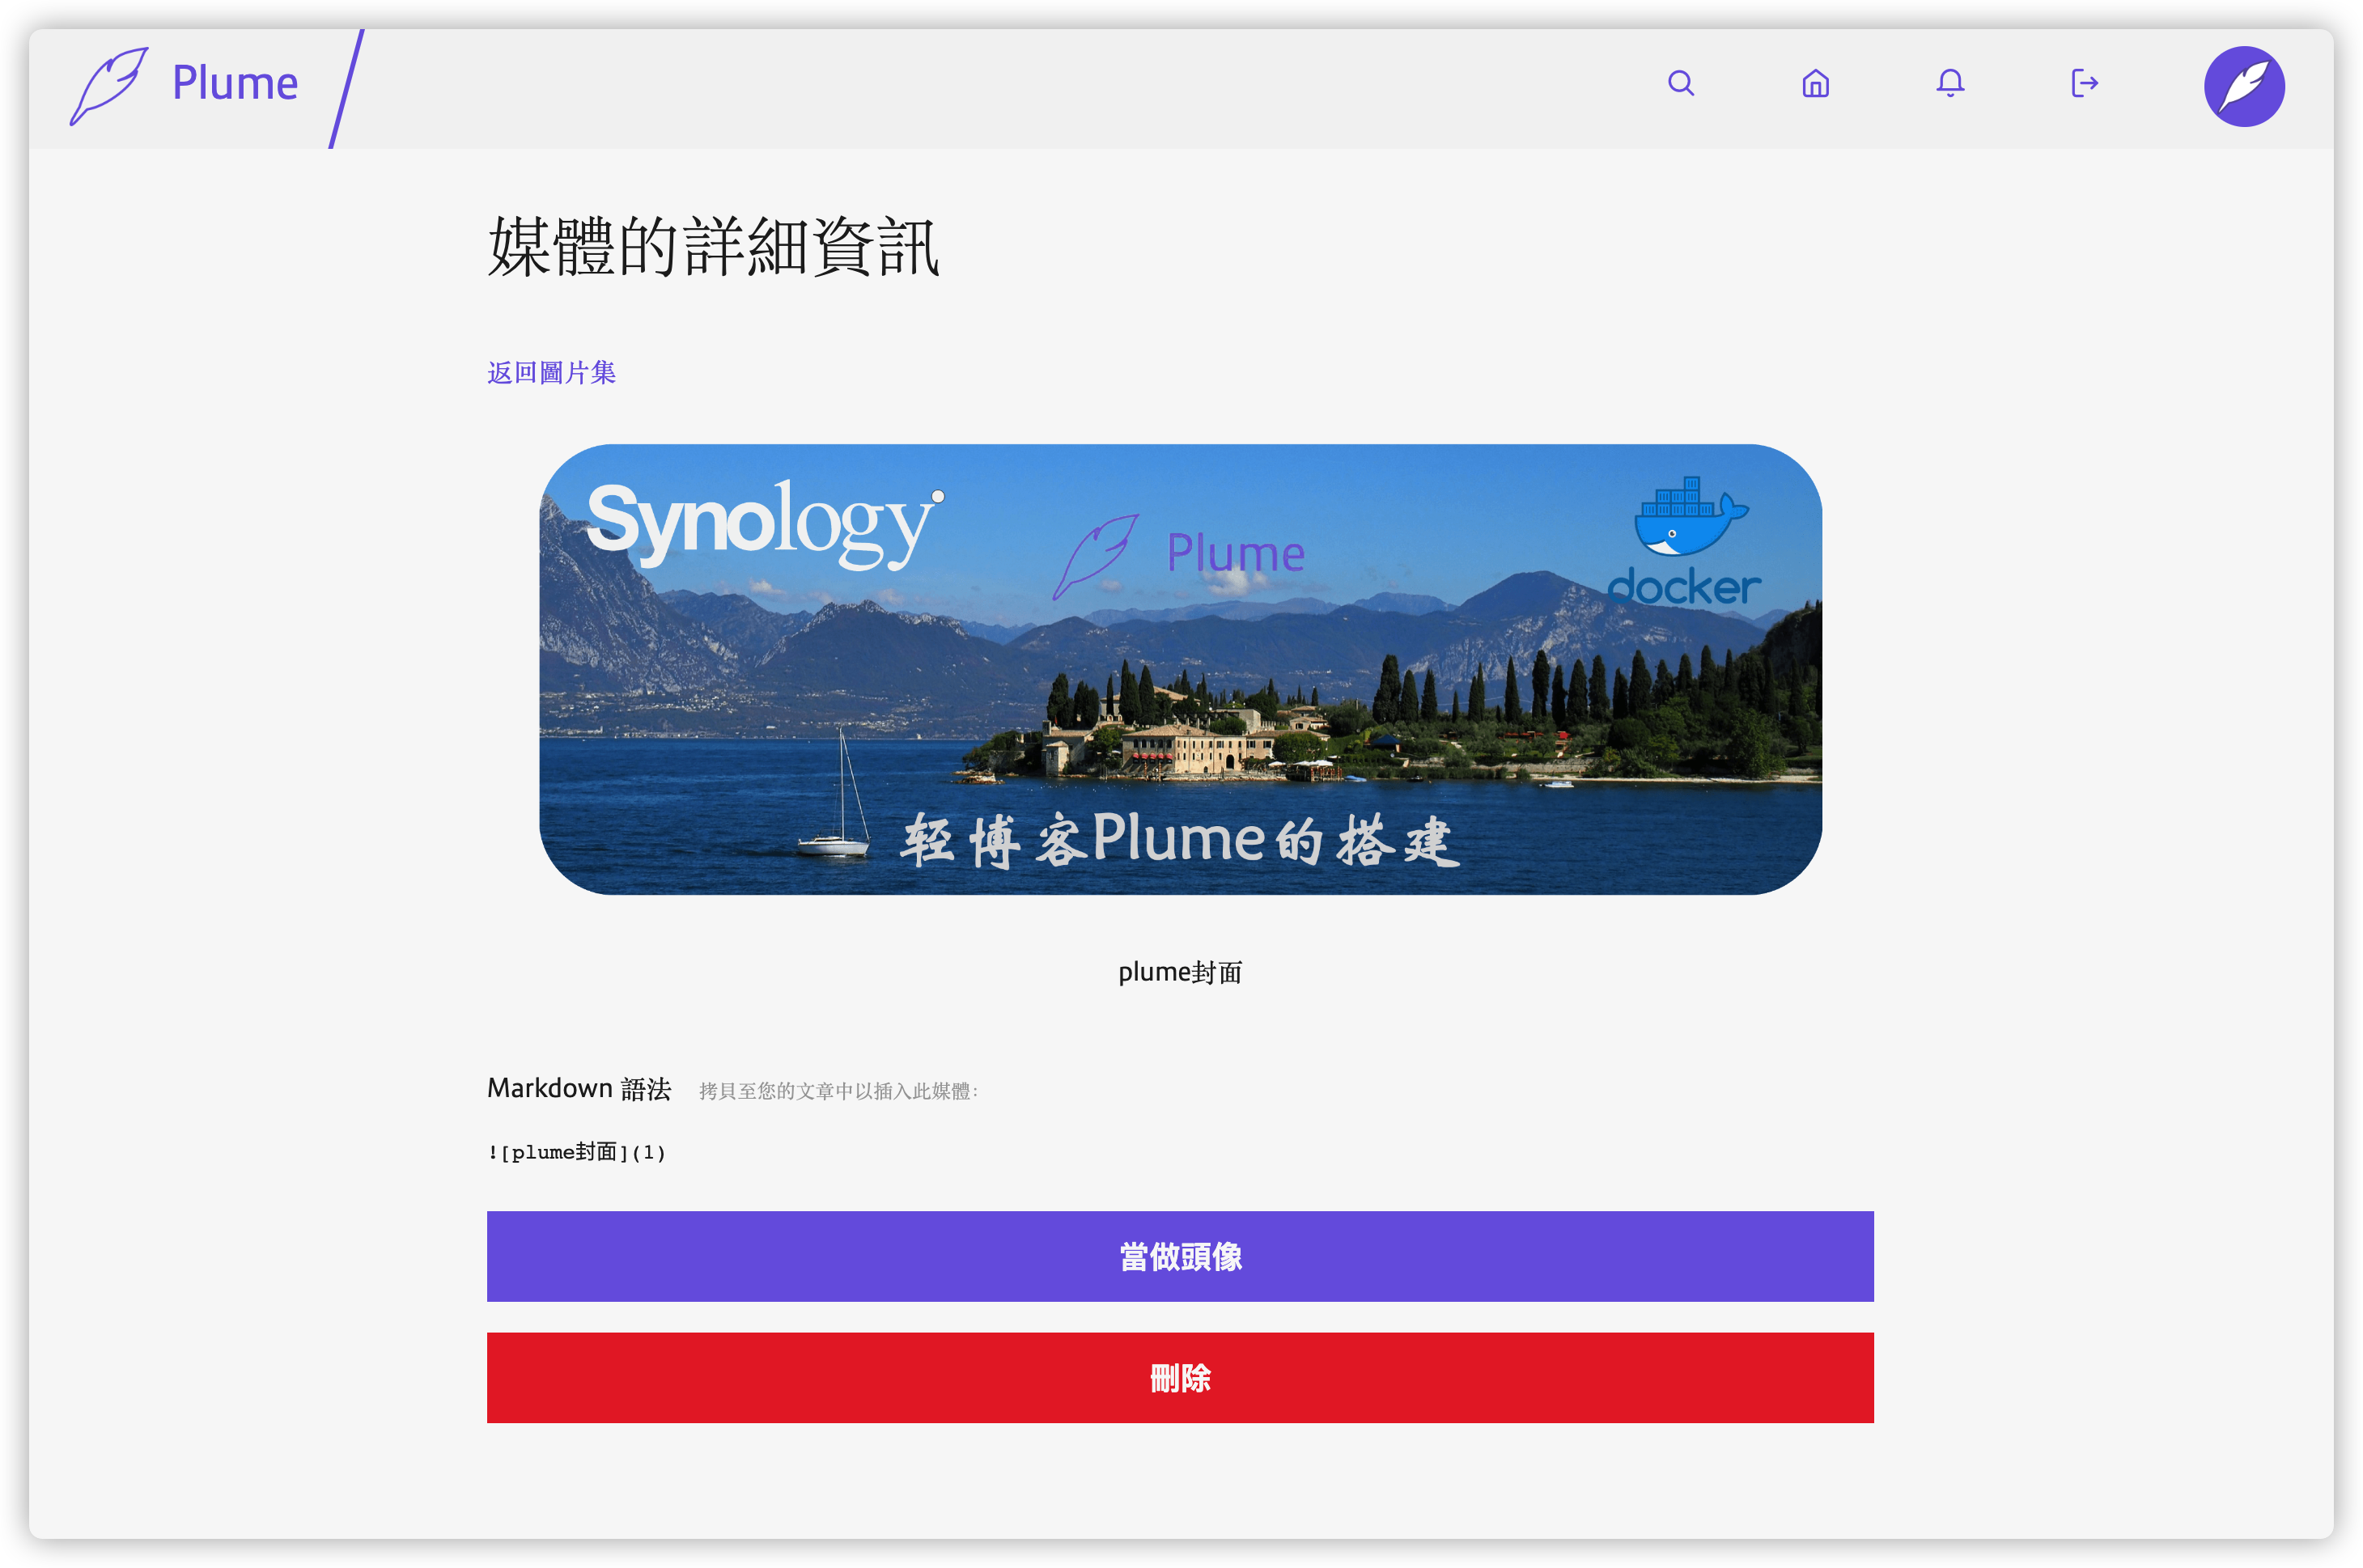 Plume
媒體的詳細資訊
返回圖片集
Synology
Plume
docker
轻博客Plume的搭建
plume封面
Markdown 語法 拷貝至您的文章中以插入此媒體：
![plume封面](1)
當做頭像
刪除